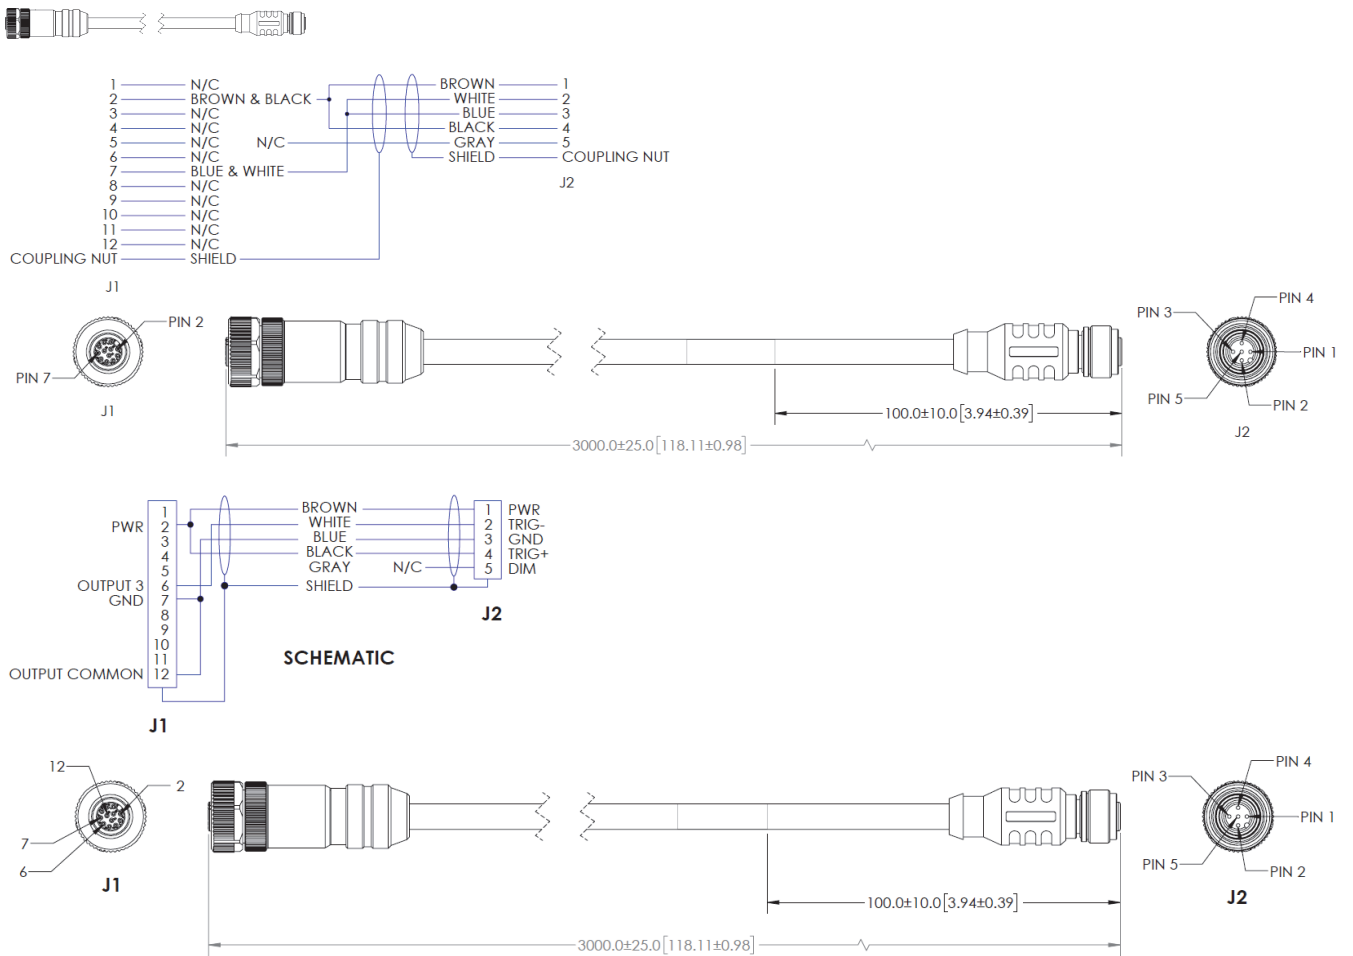 1 N/C BROWN 1
2 BROWN & BLACK WHITE 2
3 N/C BLUE 3
4 N/C BLACK 4
5 N/C N/C GRAY 5
6 N/C SHIELD COUPLING NUT
7 BLUE & WHITE
8 N/C J2
9 N/C
10 N/C
11 N/C
12 N/C
COUPLING NUT SHIELD
J1
PIN 2
PIN 7
J1
PIN 4
PIN 3
PIN 1
PIN 5
PIN 2
J2
100.0±10.0[3.94±0.39]
3000.0±25.0[118.11±0.98]
1 BROWN 1 PWR
PWR 2 WHITE 2 TRIG-
3 BLUE 3 GND
4 BLACK 4 TRIG+
5 GRAY N/C 5 DIM
OUTPUT 3 6 SHIELD
GND 7
8 J2
9
10
11 SCHEMATIC
OUTPUT COMMON 12
J1
12
2
7
6
J1
PIN 4
PIN 3
PIN 1
PIN 5
PIN 2
J2
100.0±10.0[3.94±0.39]
3000.0±25.0[118.11±0.98]